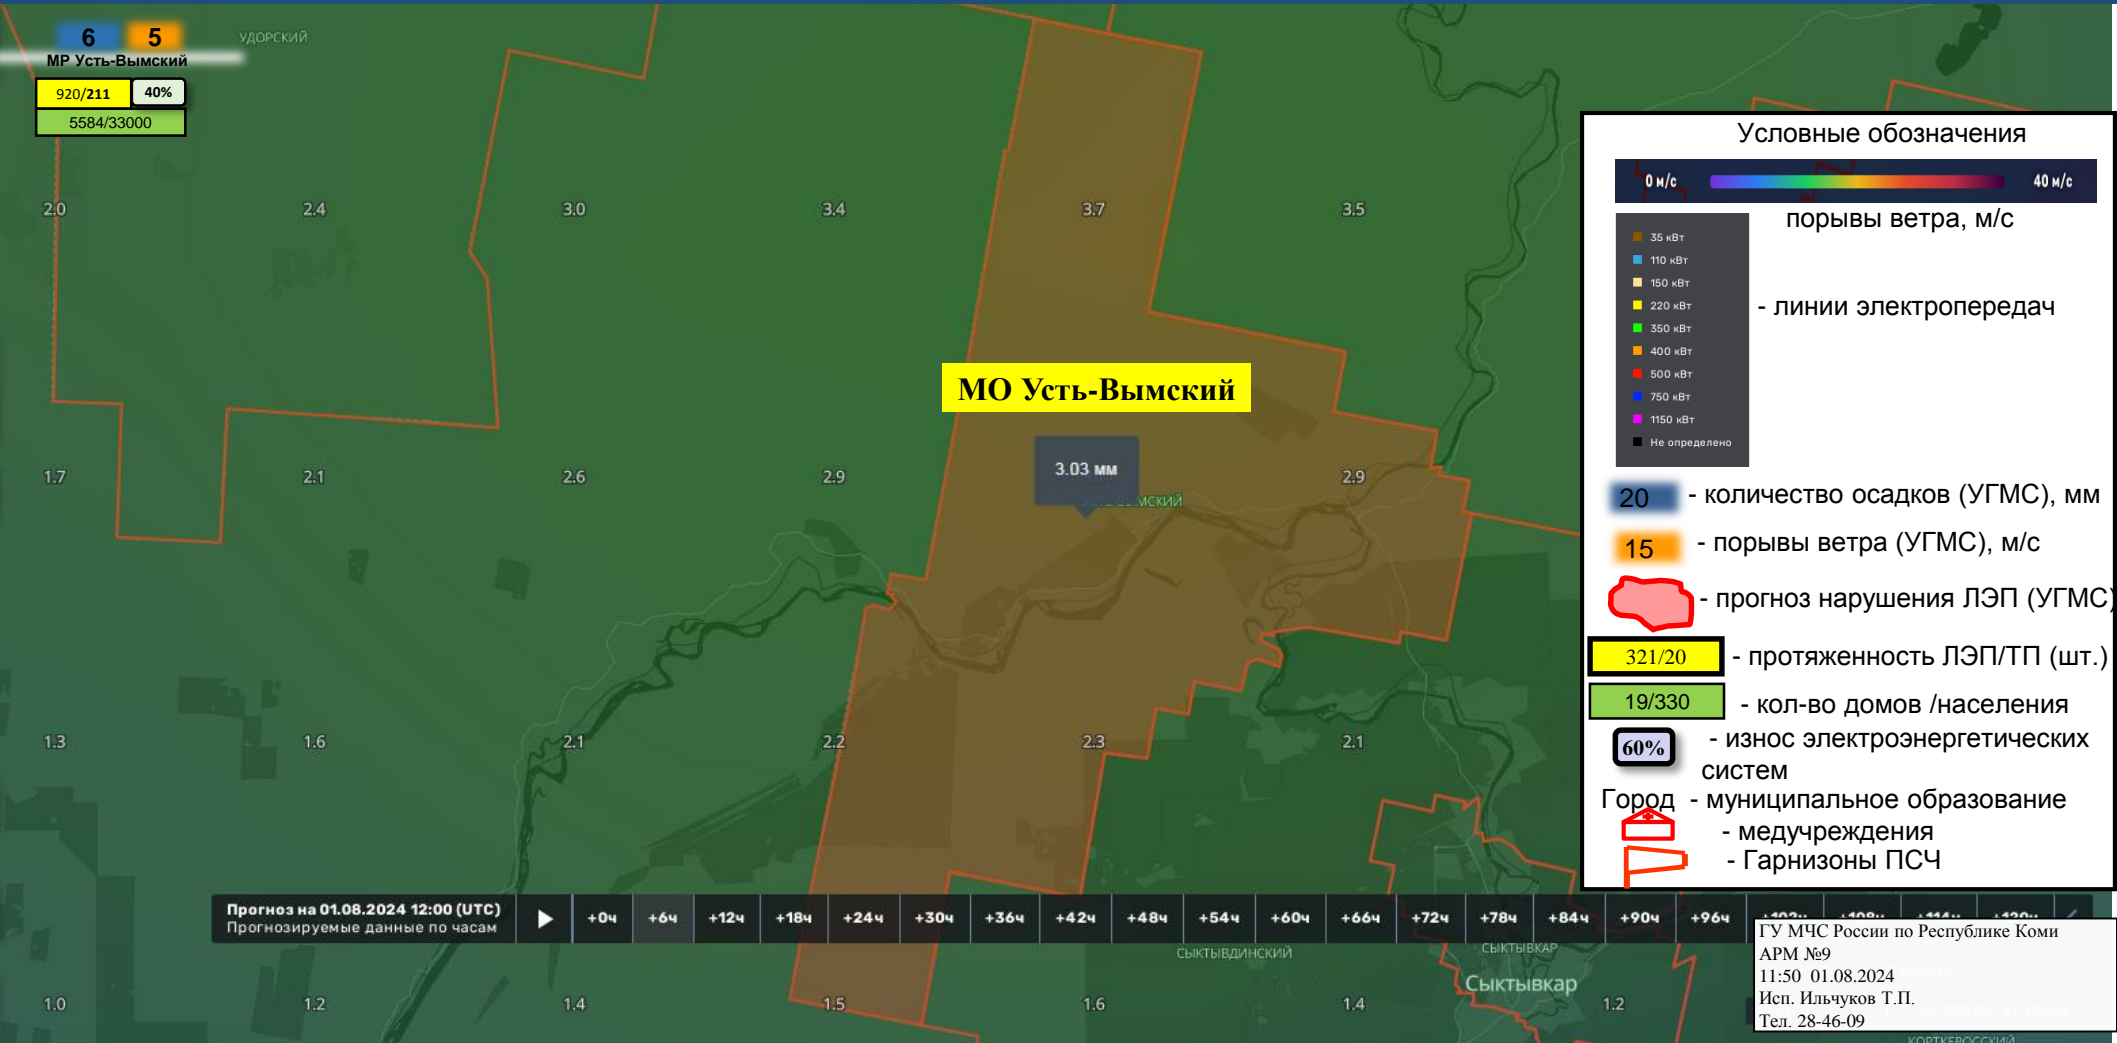 6 5
МР Усть-Вымский
920/211 40%
5584/33000
УДОРСКИЙ
2.0 2.4 3.0 3.4 3.7 3.5
МО Усть-Вымский
3.03 мм
1.7 2.1 2.6 2.9 2.9
1.3 1.6 2.1 2.2 2.3 2.1
1.0 1.2 1.4 1.5 1.6 1.4 1.2
СЫКТЫВДИНСКИЙ
СЫКТЫВКАР
Сыктывкар
КОРТКЕРОССКИЙ
Прогноз на 01.08.2024 12:00 (UTC)
Прогнозируемые данные по часам
+0ч +6ч +12ч +18ч +24ч +30ч +36ч +42ч +48ч +54ч +60ч +66ч +72ч +78ч +84ч +90ч +96ч +102ч +108ч +114ч +120ч
Условные обозначения
0 м/с 40 м/с
порывы ветра, м/с
35 кВт
110 кВт
150 кВт
220 кВт
350 кВт
400 кВт
500 кВт
750 кВт
1150 кВт
Не определено
- линии электропередач
20 - количество осадков (УГМС), мм
15 - порывы ветра (УГМС), м/с
- прогноз нарушения ЛЭП (УГМС)
321/20 - протяженность ЛЭП/ТП (шт.)
19/330 - кол-во домов /населения
60% - износ электроэнергетических
систем
Город - муниципальное образование
- медучреждения
- Гарнизоны ПСЧ
ГУ МЧС России по Республике Коми
АРМ №9
11:50 01.08.2024
Исп. Ильчуков Т.П.
Тел. 28-46-09